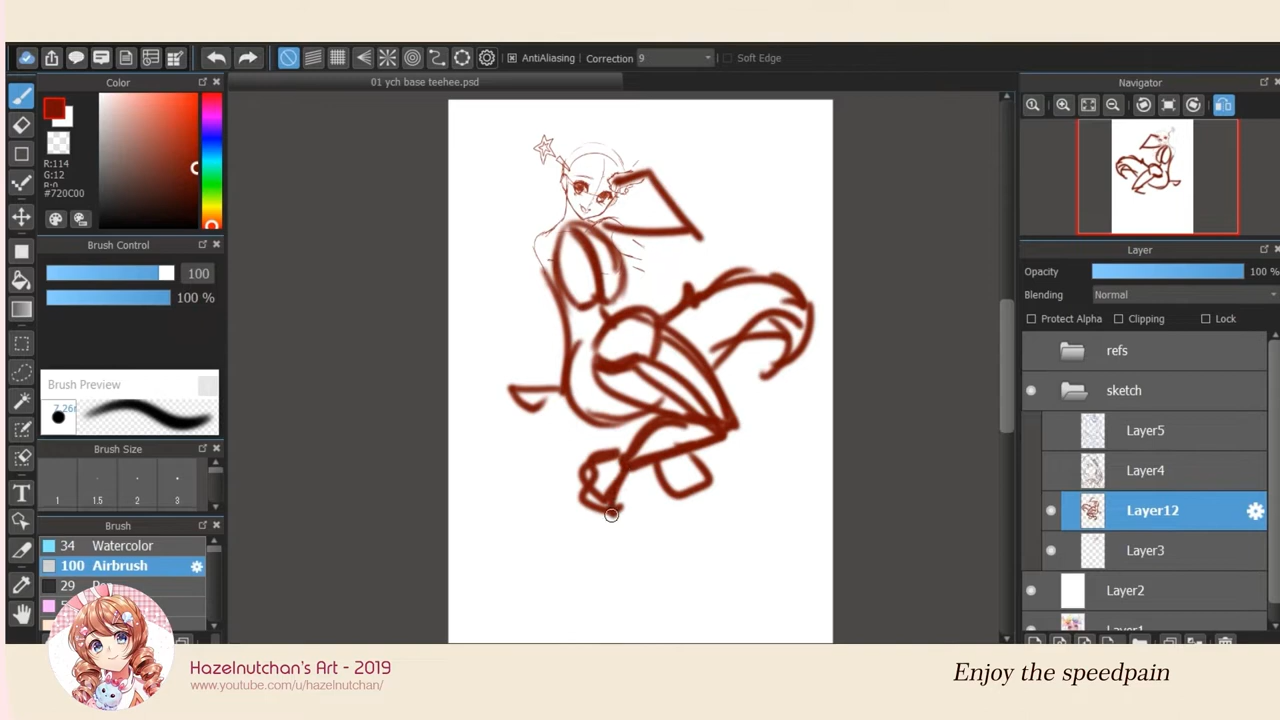 AntiAliasing
Correction 9
Soft Edge
Color
01 ych base teehee.psd
Navigator
R:114
G:12
B:0
#720C00
Brush Control
100
100 %
Layer
Opacity 100 %
Blending Normal
Protect Alpha
Clipping
Lock
refs
sketch
Brush Preview
Layer5
Brush Size
Layer4
1 1.5 2 3
Layer12
Brush
34 Watercolor
100 Airbrush
Layer3
29
Layer2
Layer1
Hazelnutchan's Art - 2019
www.youtube.com/u/hazelnutchan/
Enjoy the speedpain